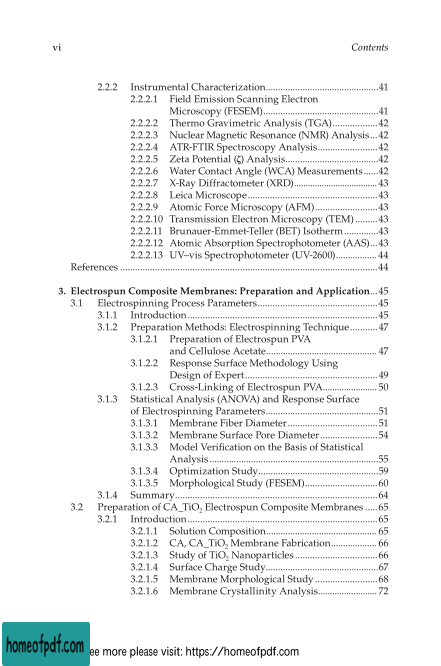 vi Contents
2.2.2 Instrumental Characterization............................................41
2.2.2.1 Field Emission Scanning Electron
Microscopy (FESEM)............................................41
2.2.2.2 Thermo Gravimetric Analysis (TGA)..................42
2.2.2.3 Nuclear Magnetic Resonance (NMR) Analysis...42
2.2.2.4 ATR-FTIR Spectroscopy Analysis........................42
2.2.2.5 Zeta Potential (ζ) Analysis....................................42
2.2.2.6 Water Contact Angle (WCA) Measurements......42
2.2.2.7 X-Ray Diffractometer (XRD)................................43
2.2.2.8 Leica Microscope..................................................43
2.2.2.9 Atomic Force Microscopy (AFM).........................43
2.2.2.10 Transmission Electron Microscopy (TEM).........43
2.2.2.11 Brunauer-Emmet-Teller (BET) Isotherm..............43
2.2.2.12 Atomic Absorption Spectrophotometer (AAS)...43
2.2.2.13 UV–vis Spectrophotometer (UV-2600)................44
References....................................................................................................44
3. Electrospun Composite Membranes: Preparation and Application...45
3.1 Electrospinning Process Parameters...............................................45
3.1.1 Introduction..........................................................................45
3.1.2 Preparation Methods: Electrospinning Technique...........47
3.1.2.1 Preparation of Electrospun PVA
and Cellulose Acetate...........................................47
3.1.2.2 Response Surface Methodology Using
Design of Expert....................................................49
3.1.2.3 Cross-Linking of Electrospun PVA.....................50
3.1.3 Statistical Analysis (ANOVA) and Response Surface
of Electrospinning Parameters............................................51
3.1.3.1 Membrane Fiber Diameter...................................51
3.1.3.2 Membrane Surface Pore Diameter.......................54
3.1.3.3 Model Verification on the Basis of Statistical
Analysis..................................................................55
3.1.3.4 Optimization Study...............................................59
3.1.3.5 Morphological Study (FESEM)............................60
3.1.4 Summary...............................................................................64
3.2 Preparation of CA_TiO₂ Electrospun Composite Membranes.....65
3.2.1 Introduction..........................................................................65
3.2.1.1 Solution Composition...........................................65
3.2.1.2 CA, CA_TiO₂ Membrane Fabrication..................66
3.2.1.3 Study of TiO₂ Nanoparticles................................66
3.2.1.4 Surface Charge Study............................................67
3.2.1.5 Membrane Morphological Study........................68
3.2.1.6 Membrane Crystallinity Analysis.......................72
homeofpdf.com ee more please visit: https://homeofpdf.com